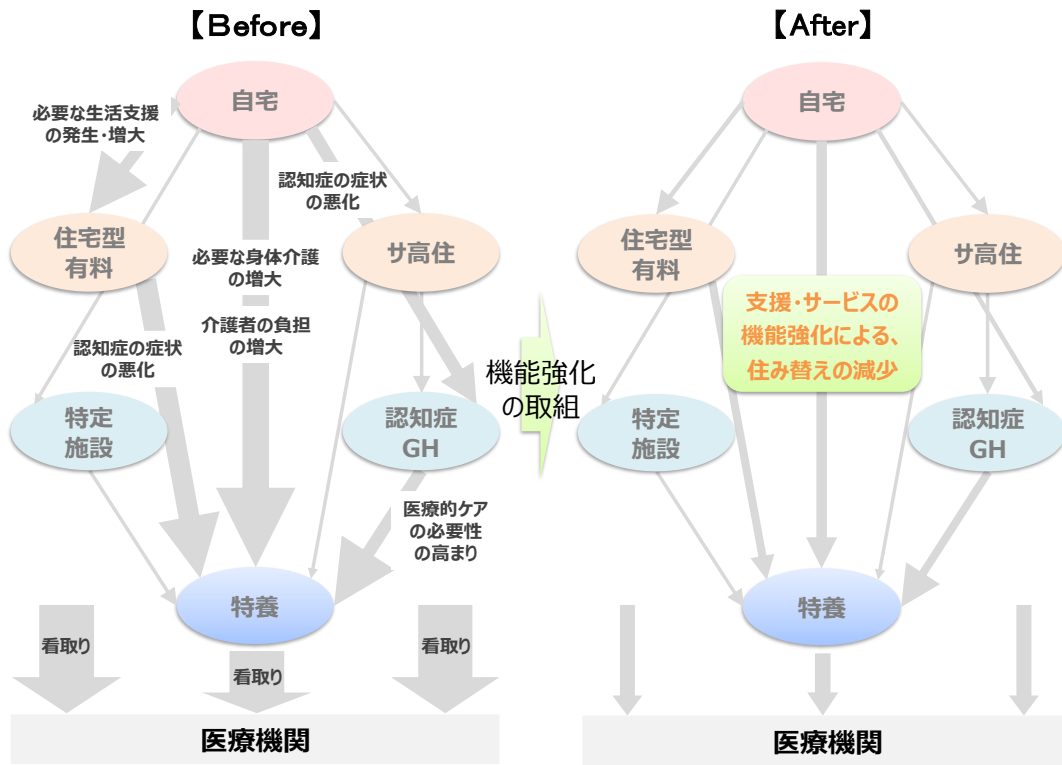 【Before】
自宅
必要な生活支援
の発生・増大
認知症の症状
の悪化
住宅型
有料
サ高住
必要な身体介護
の増大
介護者の負担
の増大
認知症の症状
の悪化
特定
施設
認知症
GH
医療的ケア
の必要性
の高まり
特養
看取り
看取り
看取り
医療機関
機能強化
の取組
【After】
自宅
住宅型
有料
サ高住
支援・サービスの
機能強化による、
住み替えの減少
特定
施設
認知症
GH
特養
医療機関